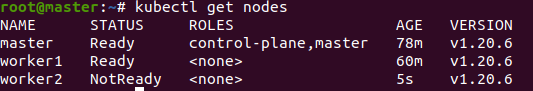 root@master:~# kubectl get nodes
NAME STATUS ROLES AGE VERSION
master Ready control-plane,master 78m v1.20.6
worker1 Ready <none> 60m v1.20.6
worker2 NotReady <none> 5s v1.20.6